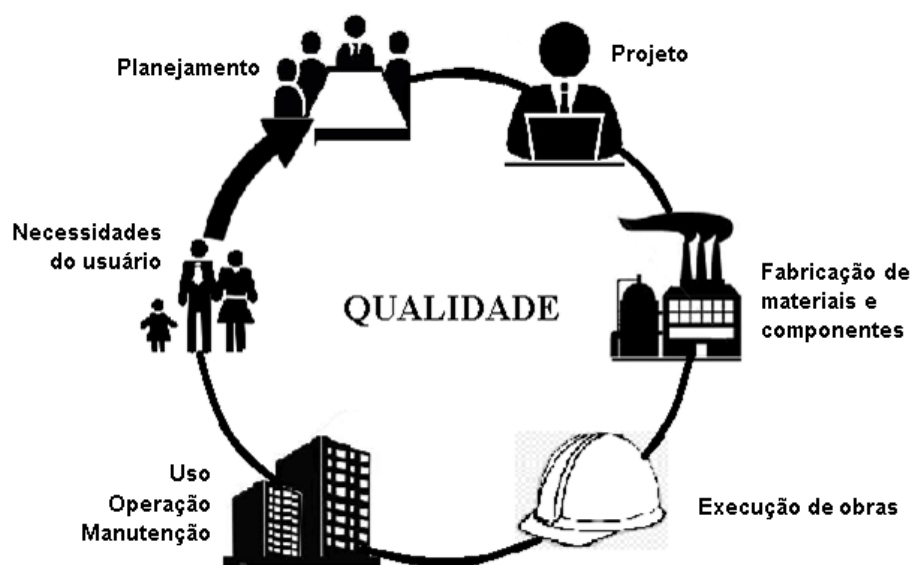 Planejamento
Projeto
Necessidades
do usuário
Fabricação de
materiais e
componentes
QUALIDADE
Uso
Operação
Manutenção
Execução de obras